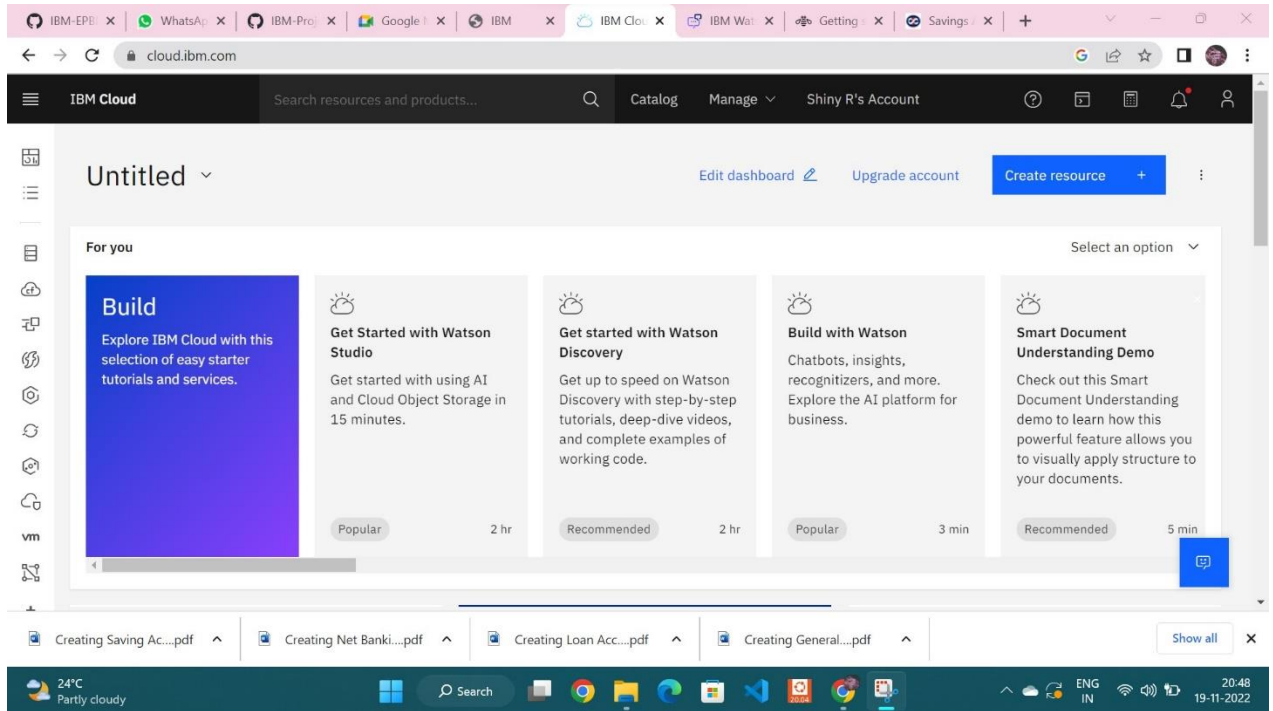 IBM-EPB
WhatsAp
IBM-Proj
Google
IBM
IBM Clou
IBM Wat
Getting
Savings
cloud.ibm.com
IBM Cloud
Search resources and products...
Catalog
Manage
Shiny R's Account
Untitled
Edit dashboard
Upgrade account
Create resource +
For you
Select an option
Build
Explore IBM Cloud with this
selection of easy starter
tutorials and services.
Get Started with Watson
Studio
Get started with using AI
and Cloud Object Storage in
15 minutes.
Popular
2 hr
Get started with Watson
Discovery
Get up to speed on Watson
Discovery with step-by-step
tutorials, deep-dive videos,
and complete examples of
working code.
Recommended
2 hr
Build with Watson
Chatbots, insights,
recognitizers, and more.
Explore the AI platform for
business.
Popular
3 min
Smart Document
Understanding Demo
Check out this Smart
Document Understanding
demo to learn how this
powerful feature allows you
to visually apply structure to
your documents.
Recommended
5 min
vm
Creating Saving Ac....pdf
Creating Net Banki....pdf
Creating Loan Acc....pdf
Creating General....pdf
Show all
24°C
Partly cloudy
Search
20.04
ENG
IN
20:48
19-11-2022